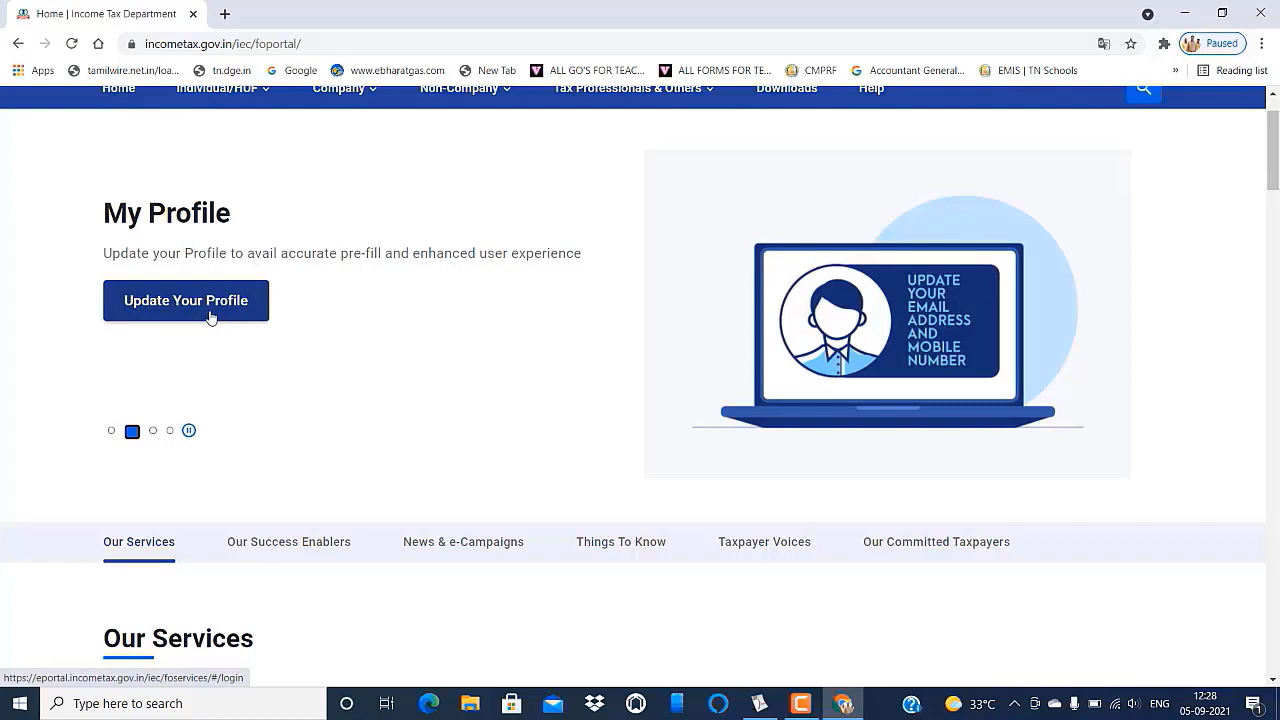 Home | Income Tax Department
incometax.gov.in/iec/foportal/
Paused
Apps tamilwire.net.in/loa... tn.dge.in Google www.ebharatgas.com New Tab ALL GO'S FOR TEAC... ALL FORMS FOR TE... CMPRF Accountant General... EMIS | TN Schools » Reading list
Home Individual/HUF Company Non-Company Tax Professionals & Others Downloads Help
My Profile
Update your Profile to avail accurate pre-fill and enhanced user experience
Update Your Profile
UPDATE
YOUR
EMAIL
ADDRESS
AND
MOBILE
NUMBER
Our Services Our Success Enablers News & e-Campaigns Things To Know Taxpayer Voices Our Committed Taxpayers
Our Services
https://eportal.incometax.gov.in/iec/foservices/#/login
Type here to search
33°C
ENG
12:28
05-09-2021